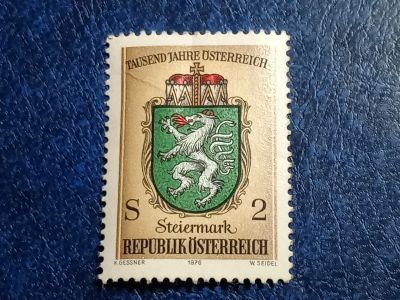 TAUSEND JAHRE ÖSTERREICH
S 2
Steiermark
REPUBLIK ÖSTERREICH
K. GESSNER 1976 W. SEIDEL